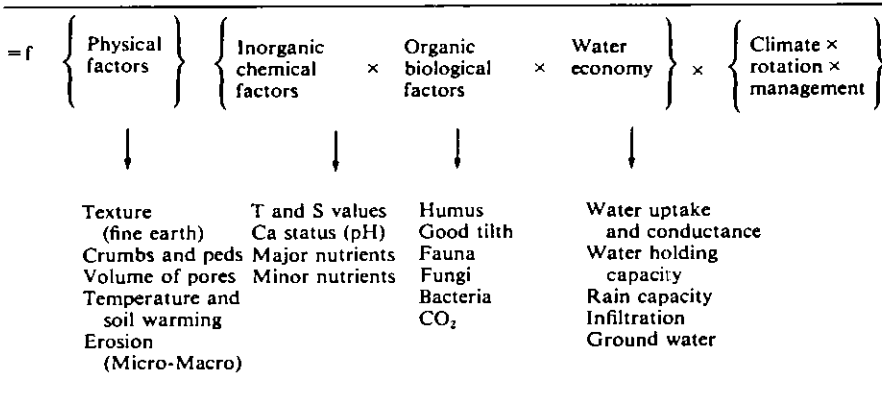 = f { Physical factors } { Inorganic chemical factors × Organic biological factors × Water economy } × { Climate × rotation × management }
Texture
(fine earth)
Crumbs and peds
Volume of pores
Temperature and
soil warming
Erosion
(Micro-Macro)
T and S values
Ca status (pH)
Major nutrients
Minor nutrients
Humus
Good tilth
Fauna
Fungi
Bacteria
CO₂
Water uptake
and conductance
Water holding
capacity
Rain capacity
Infiltration
Ground water